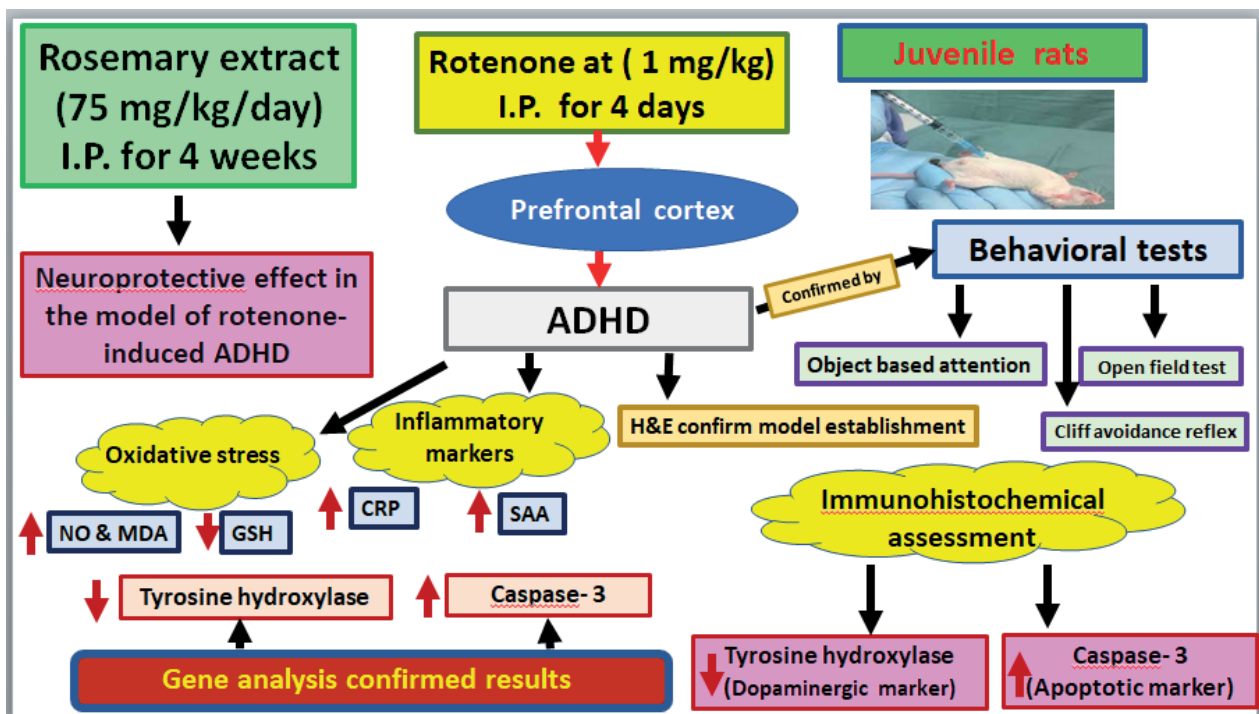 Rosemary extract
(75 mg/kg/day)
I.P. for 4 weeks
Rotenone at ( 1 mg/kg)
I.P. for 4 days
Juvenile rats
Prefrontal cortex
Neuroprotective effect in
the model of rotenone-
induced ADHD
ADHD
Confirmed by
Behavioral tests
Object based attention
Open field test
Cliff avoidance reflex
H&E confirm model establishment
Oxidative stress
Inflammatory
markers
NO & MDA
GSH
CRP
SAA
Immunohistochemical
assessment
Tyrosine hydroxylase
Caspase- 3
Gene analysis confirmed results
Tyrosine hydroxylase
(Dopaminergic marker)
Caspase- 3
(Apoptotic marker)